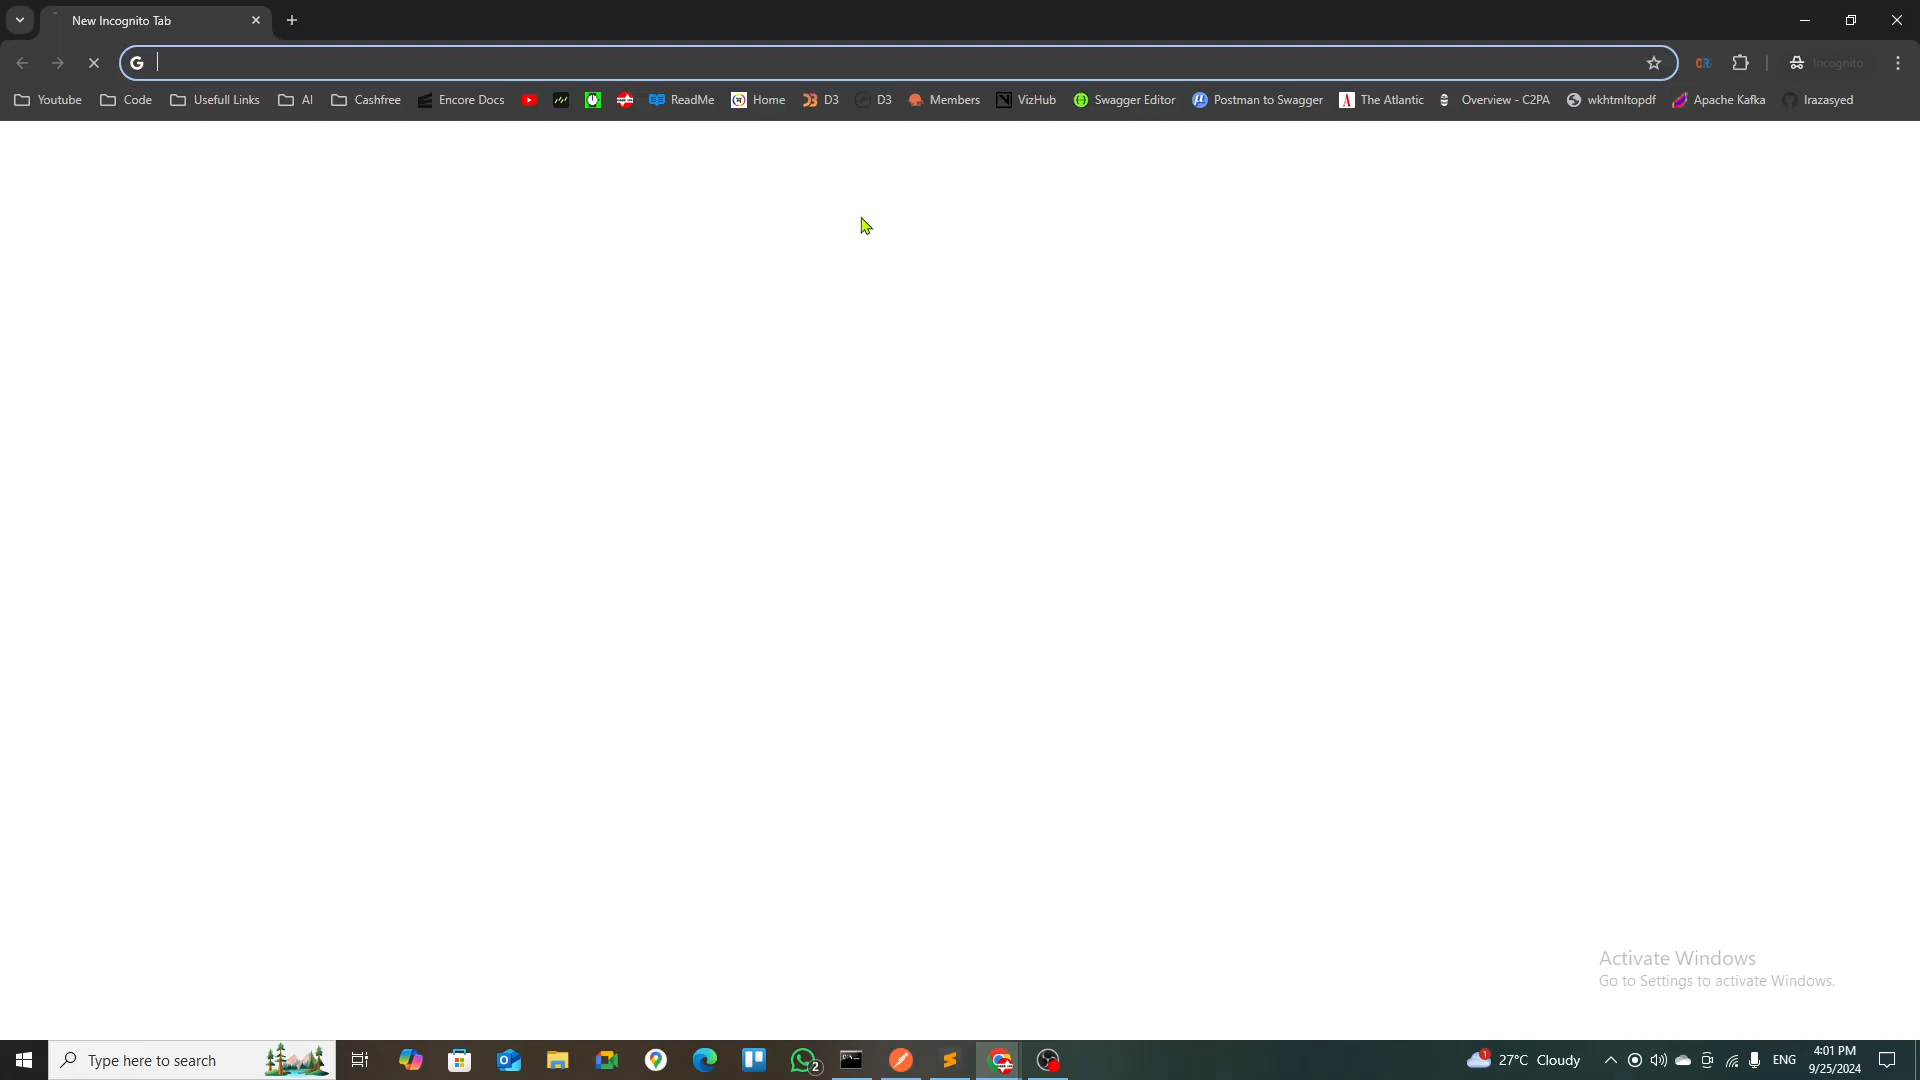 New Incognito Tab
Incognito
Youtube Code Usefull Links AI Cashfree Encore Docs ReadMe Home D3 D3 Members VizHub Swagger Editor Postman to Swagger The Atlantic Overview - C2PA wkhtmltopdf Apache Kafka Irazasyed
Activate Windows
Go to Settings to activate Windows.
Type here to search
2
1
27°C Cloudy
ENG
4:01 PM
9/25/2024